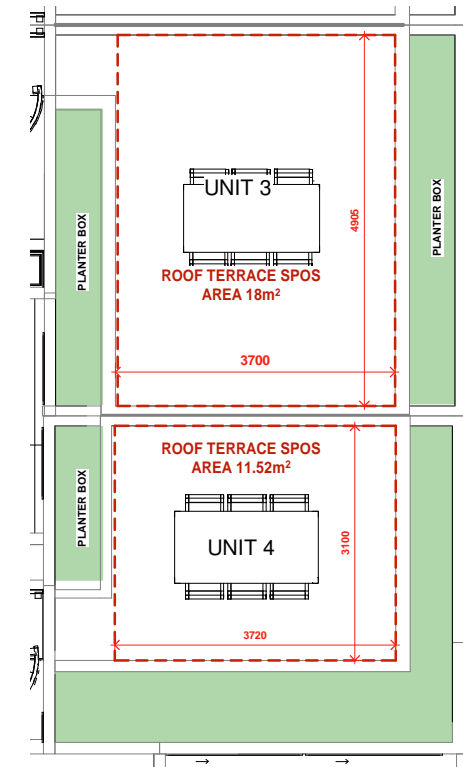 UNIT 3
ROOF TERRACE SPOS
AREA 18m²
4905
3700
PLANTER BOX
PLANTER BOX
ROOF TERRACE SPOS
AREA 11.52m²
PLANTER BOX
UNIT 4
3100
3720